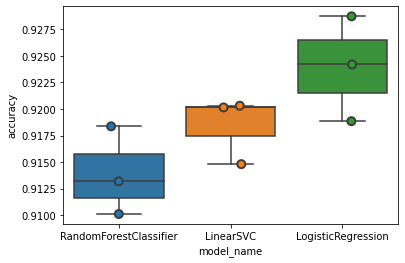 0.9275
0.9250
0.9225
0.9200
0.9175
0.9150
0.9125
0.9100
accuracy
RandomForestClassifier
LinearSVC
LogisticRegression
model_name